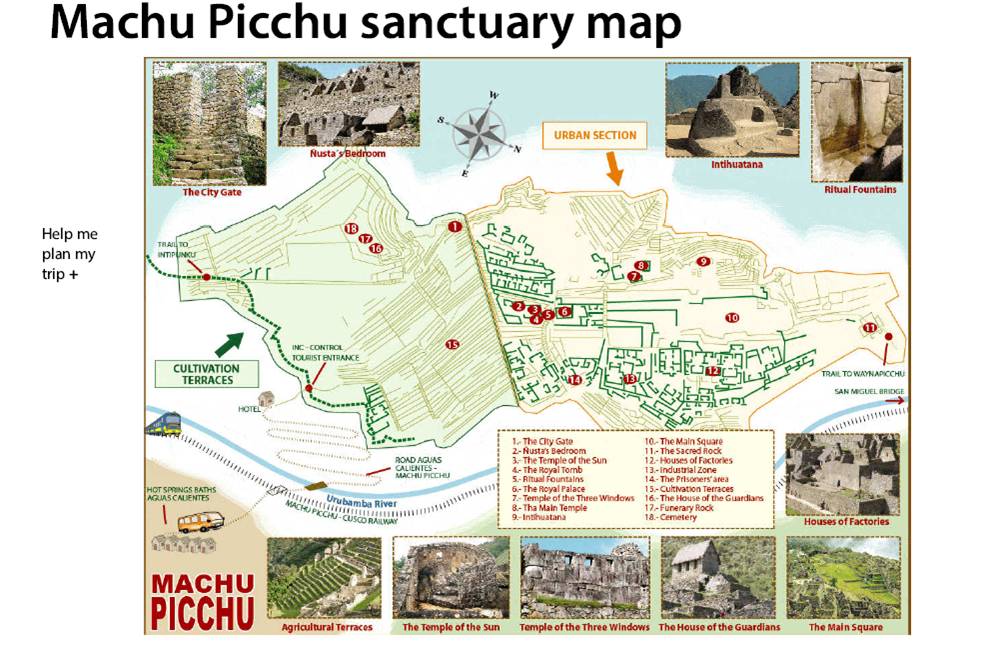 Machu Picchu sanctuary map
Help me
plan my
trip +
The City Gate
Ñusta´s Bedroom
W
S
N
E
URBAN SECTION
Intihuatana
Ritual Fountains
TRAIL TO
INTIPUNKU
18
17
16
1
8
7
9
2
3
4
5
6
10
11
15
14
13
12
INC - CONTROL
TOURIST ENTRANCE
CULTIVATION
TERRACES
HOTEL
TRAIL TO WAYNAPICCHU
SAN MIGUEL BRIDGE
ROAD AGUAS
CALIENTES -
MACHU PICCHU
Urubamba River
MACHU PICCHU - CUSCO RAILWAY
HOT SPRINGS BATHS
AGUAS CALIENTES
1.- The City Gate
2.- Ñusta's Bedroom
3.- The Temple of the Sun
4.- The Royal Tomb
5.- Ritual Fountains
6.- The Royal Palace
7.- Temple of the Three Windows
8.- Tha Main Temple
9.- Intihuatana
10.- The Main Square
11.- The Sacred Rock
12.- Houses of Factories
13.- Industrial Zone
14.- The Prisoners' area
15.- Cultivation Terraces
16.- The House of the Guardians
17.- Funerary Rock
18.- Cemetery
Houses of Factories
MACHU
PICCHU
Agricultural Terraces
The Temple of the Sun
Temple of the Three Windows
The House of the Guardians
The Main Square